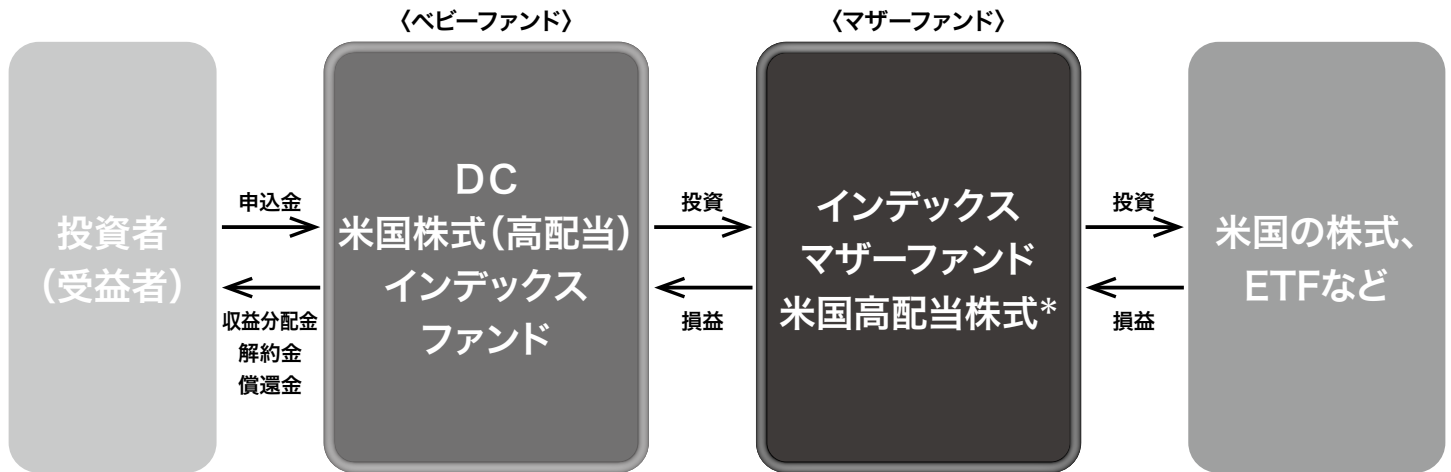 〈ベビーファンド〉
〈マザーファンド〉
投資者
（受益者）
申込金
収益分配金
解約金
償還金
DC
米国株式（高配当）
インデックス
ファンド
投資
損益
インデックス
マザーファンド
米国高配当株式*
投資
損益
米国の株式、
ETFなど